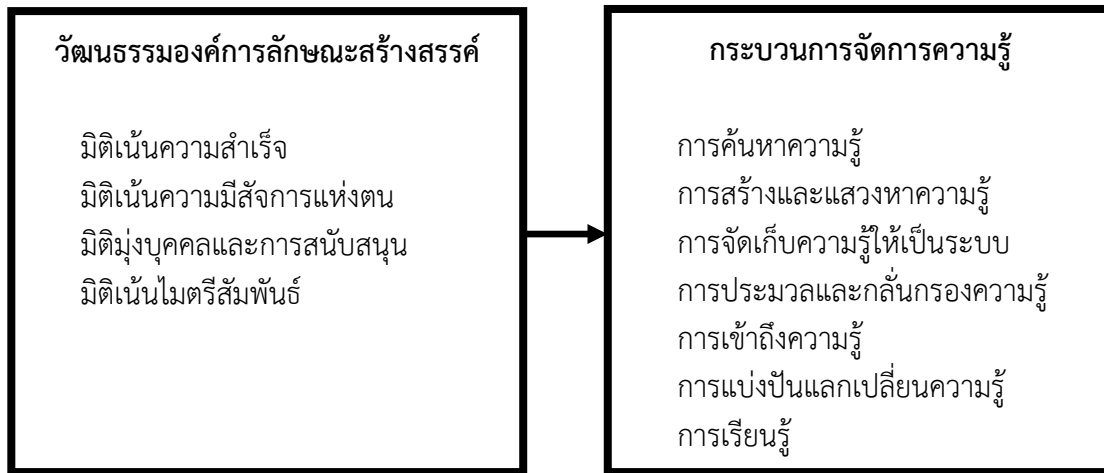 วัฒนธรรมองค์การลักษณะสร้างสรรค์
มิติเน้นความสำเร็จ
มิติเน้นความมีสัจการแห่งตน
มิติมุ่งบุคคลและการสนับสนุน
มิติเน้นไมตรีสัมพันธ์
กระบวนการจัดการความรู้
การค้นหาความรู้
การสร้างและแสวงหาความรู้
การจัดเก็บความรู้ให้เป็นระบบ
การประมวลและกลั่นกรองความรู้
การเข้าถึงความรู้
การแบ่งปันแลกเปลี่ยนความรู้
การเรียนรู้